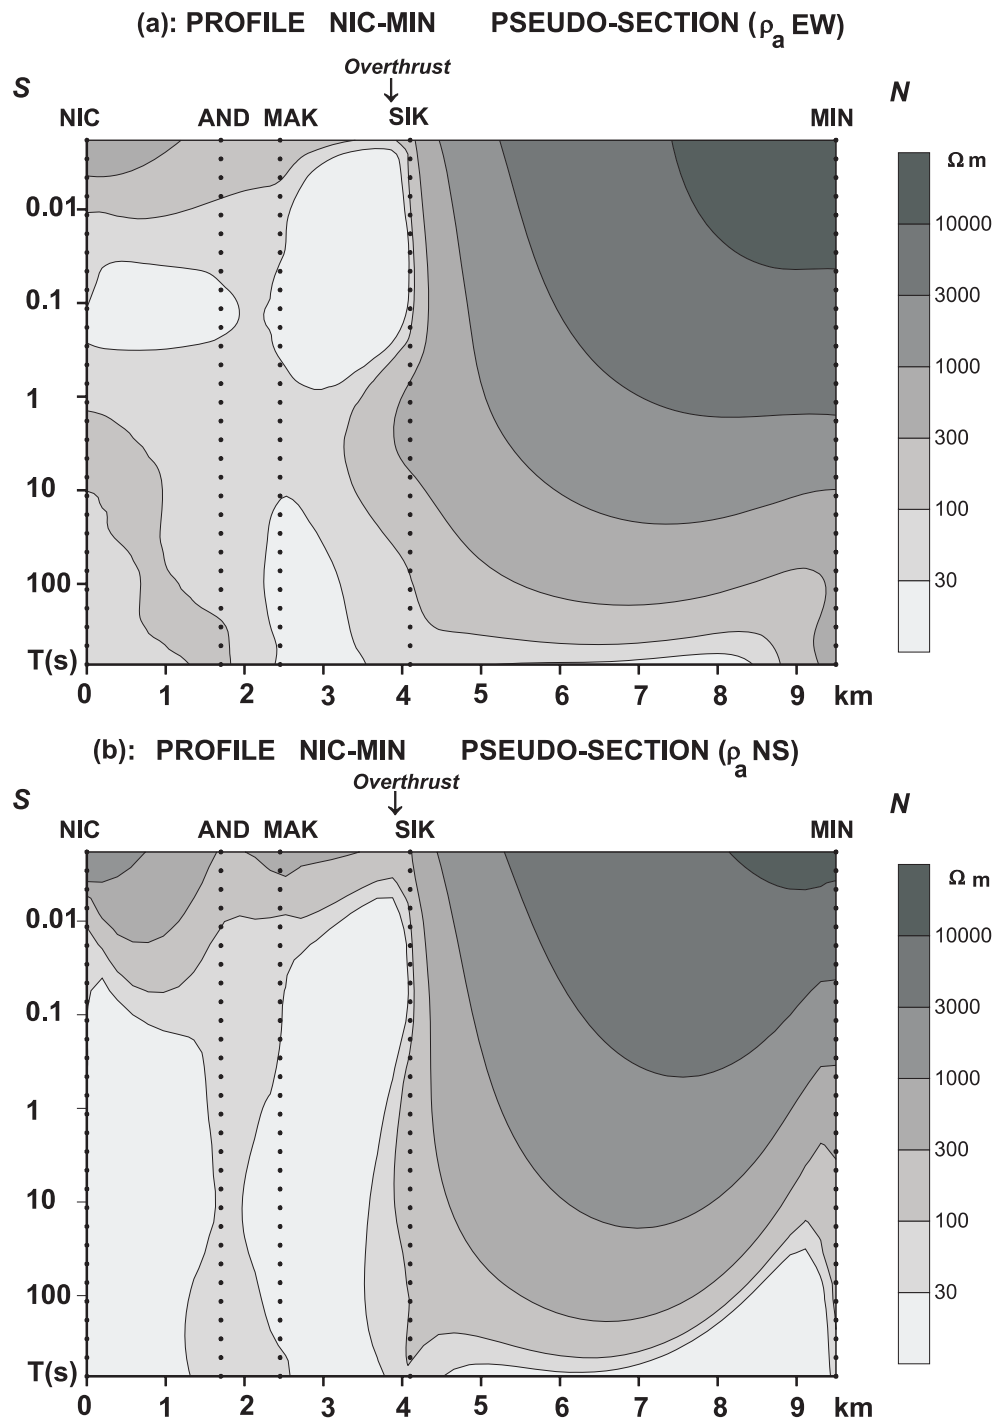 (a): PROFILE NIC-MIN PSEUDO-SECTION (ρa EW)
Overthrust
S N
NIC AND MAK SIK MIN
Ω m
0.01
0.1
1
10
100
T(s)
10000
3000
1000
300
100
30
0 1 2 3 4 5 6 7 8 9 km
(b): PROFILE NIC-MIN PSEUDO-SECTION (ρa NS)
Overthrust
S N
NIC AND MAK SIK MIN
Ω m
0.01
0.1
1
10
100
T(s)
10000
3000
1000
300
100
30
0 1 2 3 4 5 6 7 8 9 km